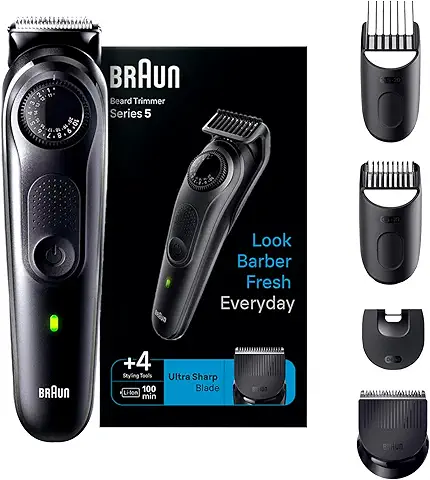 BRAUN
Beard Trimmer
Series 5
Look
Barber
Fresh
Everyday
+4
Styling Tools
Li-Ion 100 min
Ultra Sharp
Blade
BRAUN